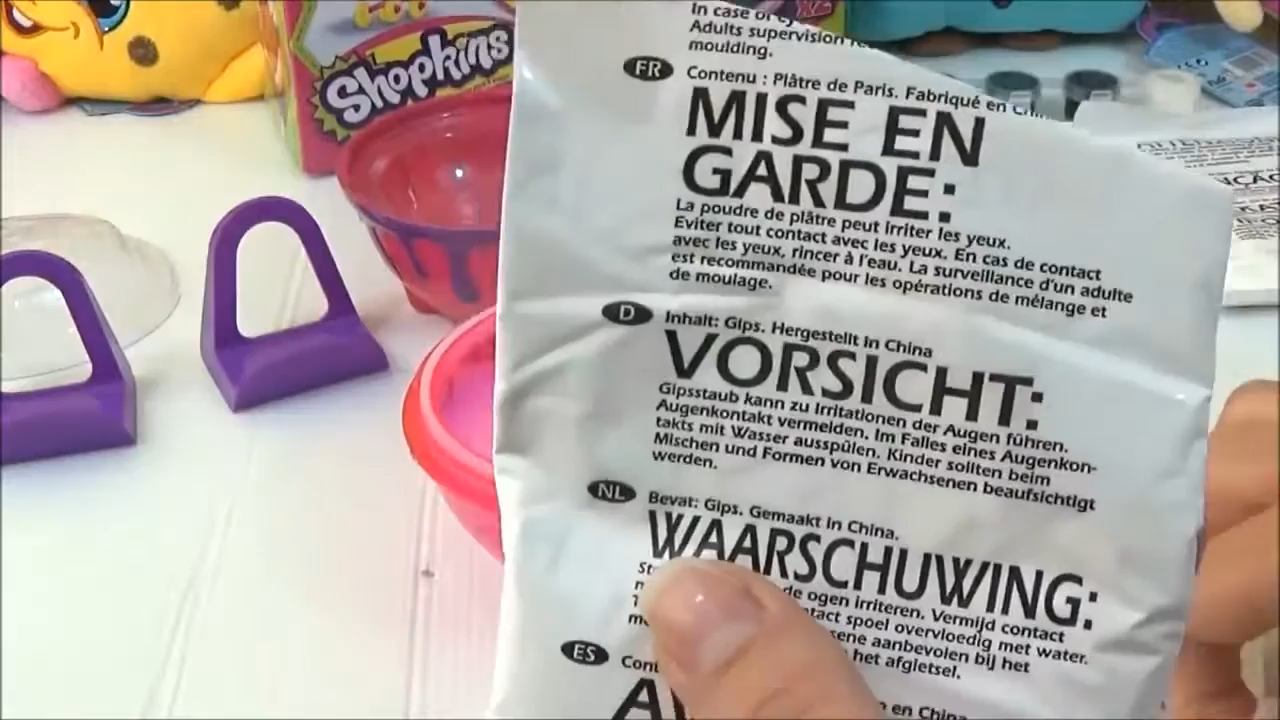 In case of
Adults supervision
moulding.
Shopkins
FR Contenu : Plâtre de Paris. Fabriqué en
MISE EN
GARDE:
La poudre de plâtre peut irriter les yeux.
Eviter tout contact avec les yeux. En cas de contact
avec les yeux, rincer à l'eau. La surveillance d'un adulte
est recommandée pour les opérations de mélange et
de moulage.
D Inhalt: Gips. Hergestellt in China
VORSICHT:
Gipsstaub kann zu Irritationen der Augen führen.
Augenkontakt vermeiden. Im Falles eines Augenkon-
takts mit Wasser ausspülen. Kinder sollten beim
Mischen und Formen von Erwachsenen beaufsichtigt
werden.
NL Bevat: Gips. Gemaakt in China.
WAARSCHUWING:
de ogen irriteren. Vermijd contact
spoel overvloedig met water.
aanbevolen bij het
het afgietsel.
ES
en China